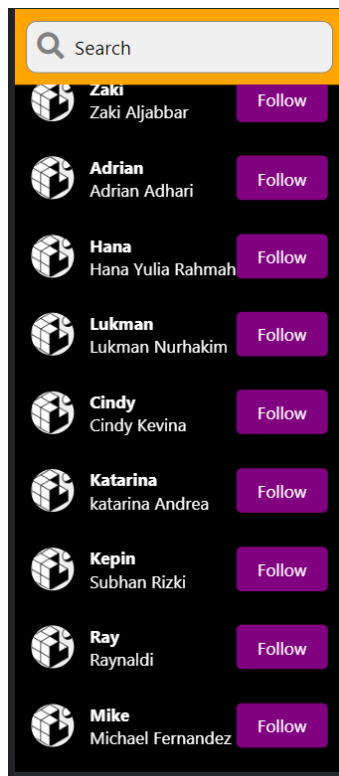 Search
Zaki
Zaki Aljabbar
Follow
Adrian
Adrian Adhari
Follow
Hana
Hana Yulia Rahmah
Follow
Lukman
Lukman Nurhakim
Follow
Cindy
Cindy Kevina
Follow
Katarina
katarina Andrea
Follow
Kepin
Subhan Rizki
Follow
Ray
Raynaldi
Follow
Mike
Michael Fernandez
Follow